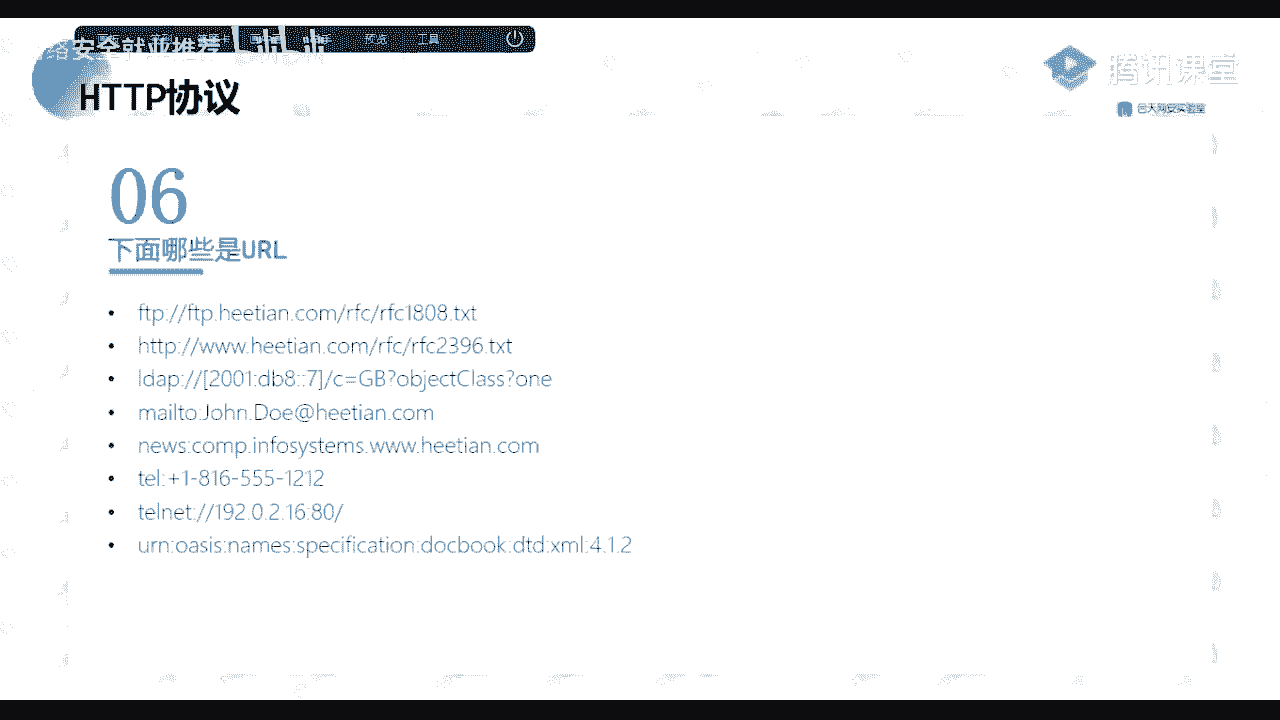 络安全就业推荐
预览
工具
腾讯课堂
合天网安实验室
HTTP协议
06
下面哪些是URL
• ftp://ftp.heetian.com/rfc/rfc1808.txt
• http://www.heetian.com/rfc/rfc2396.txt
• ldap://[2001:db8::7]/c=GB?objectClass?one
• mailto:John.Doe@heetian.com
• news:comp.infosystems.www.heetian.com
• tel:+1-816-555-1212
• telnet://192.0.2.16:80/
• urn:oasis:names:specification:docbook:dtd:xml:4.1.2